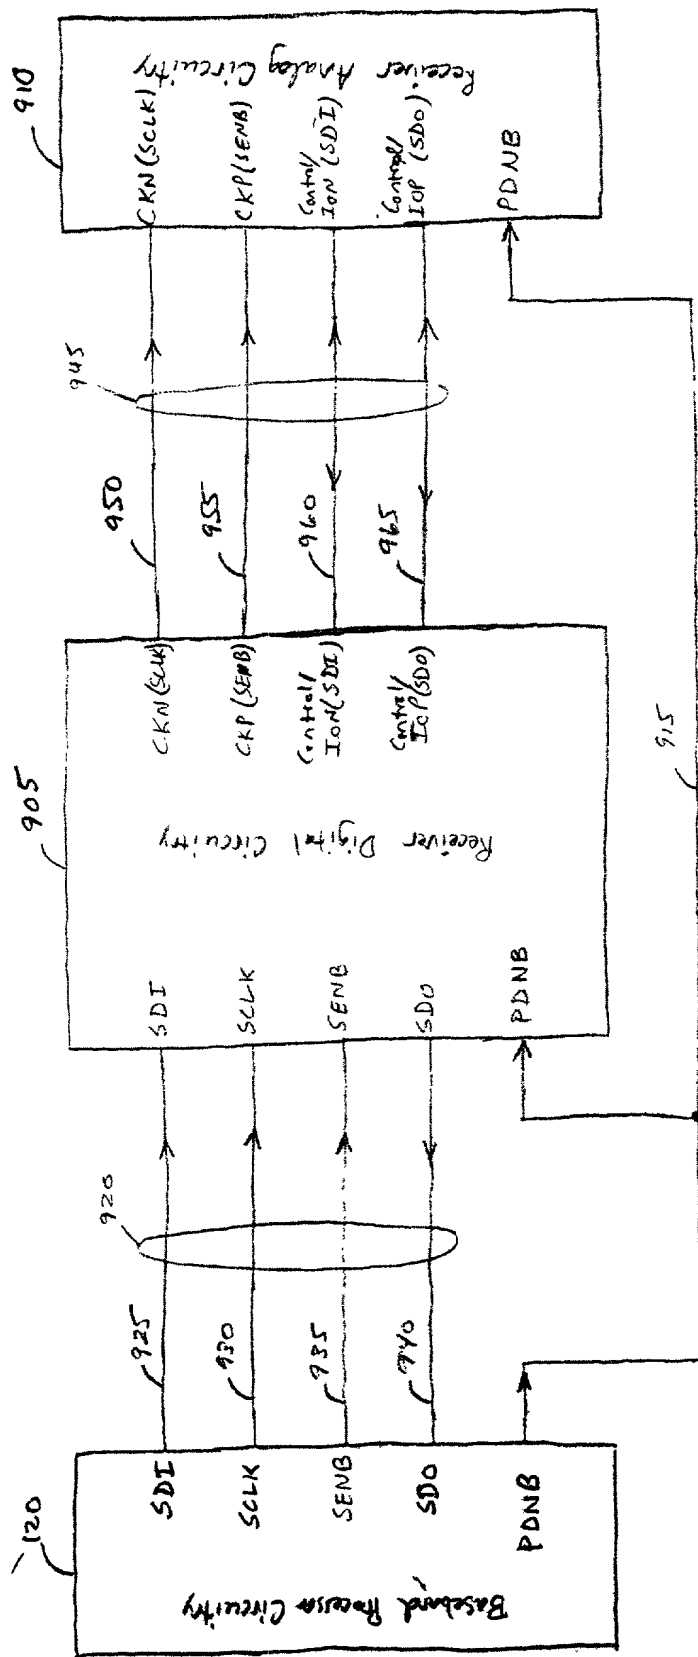 120
Baseband Processor Circuitry
SDI
SCLK
SENB
SDO
PDNB
925
930
935
940
920
905
SDI
SCLK
SENB
SDO
PDNB
Receiver Digital Circuitry
CKN (SCLK)
CKP (SENB)
Control/
ION (SDI)
Control/
IOP (SDO)
950
955
960
965
945
910
CKN (SCLK)
CKP (SENB)
Control/
ION (SDI)
Control/
IOP (SDO)
PDNB
Receiver Analog Circuitry
915